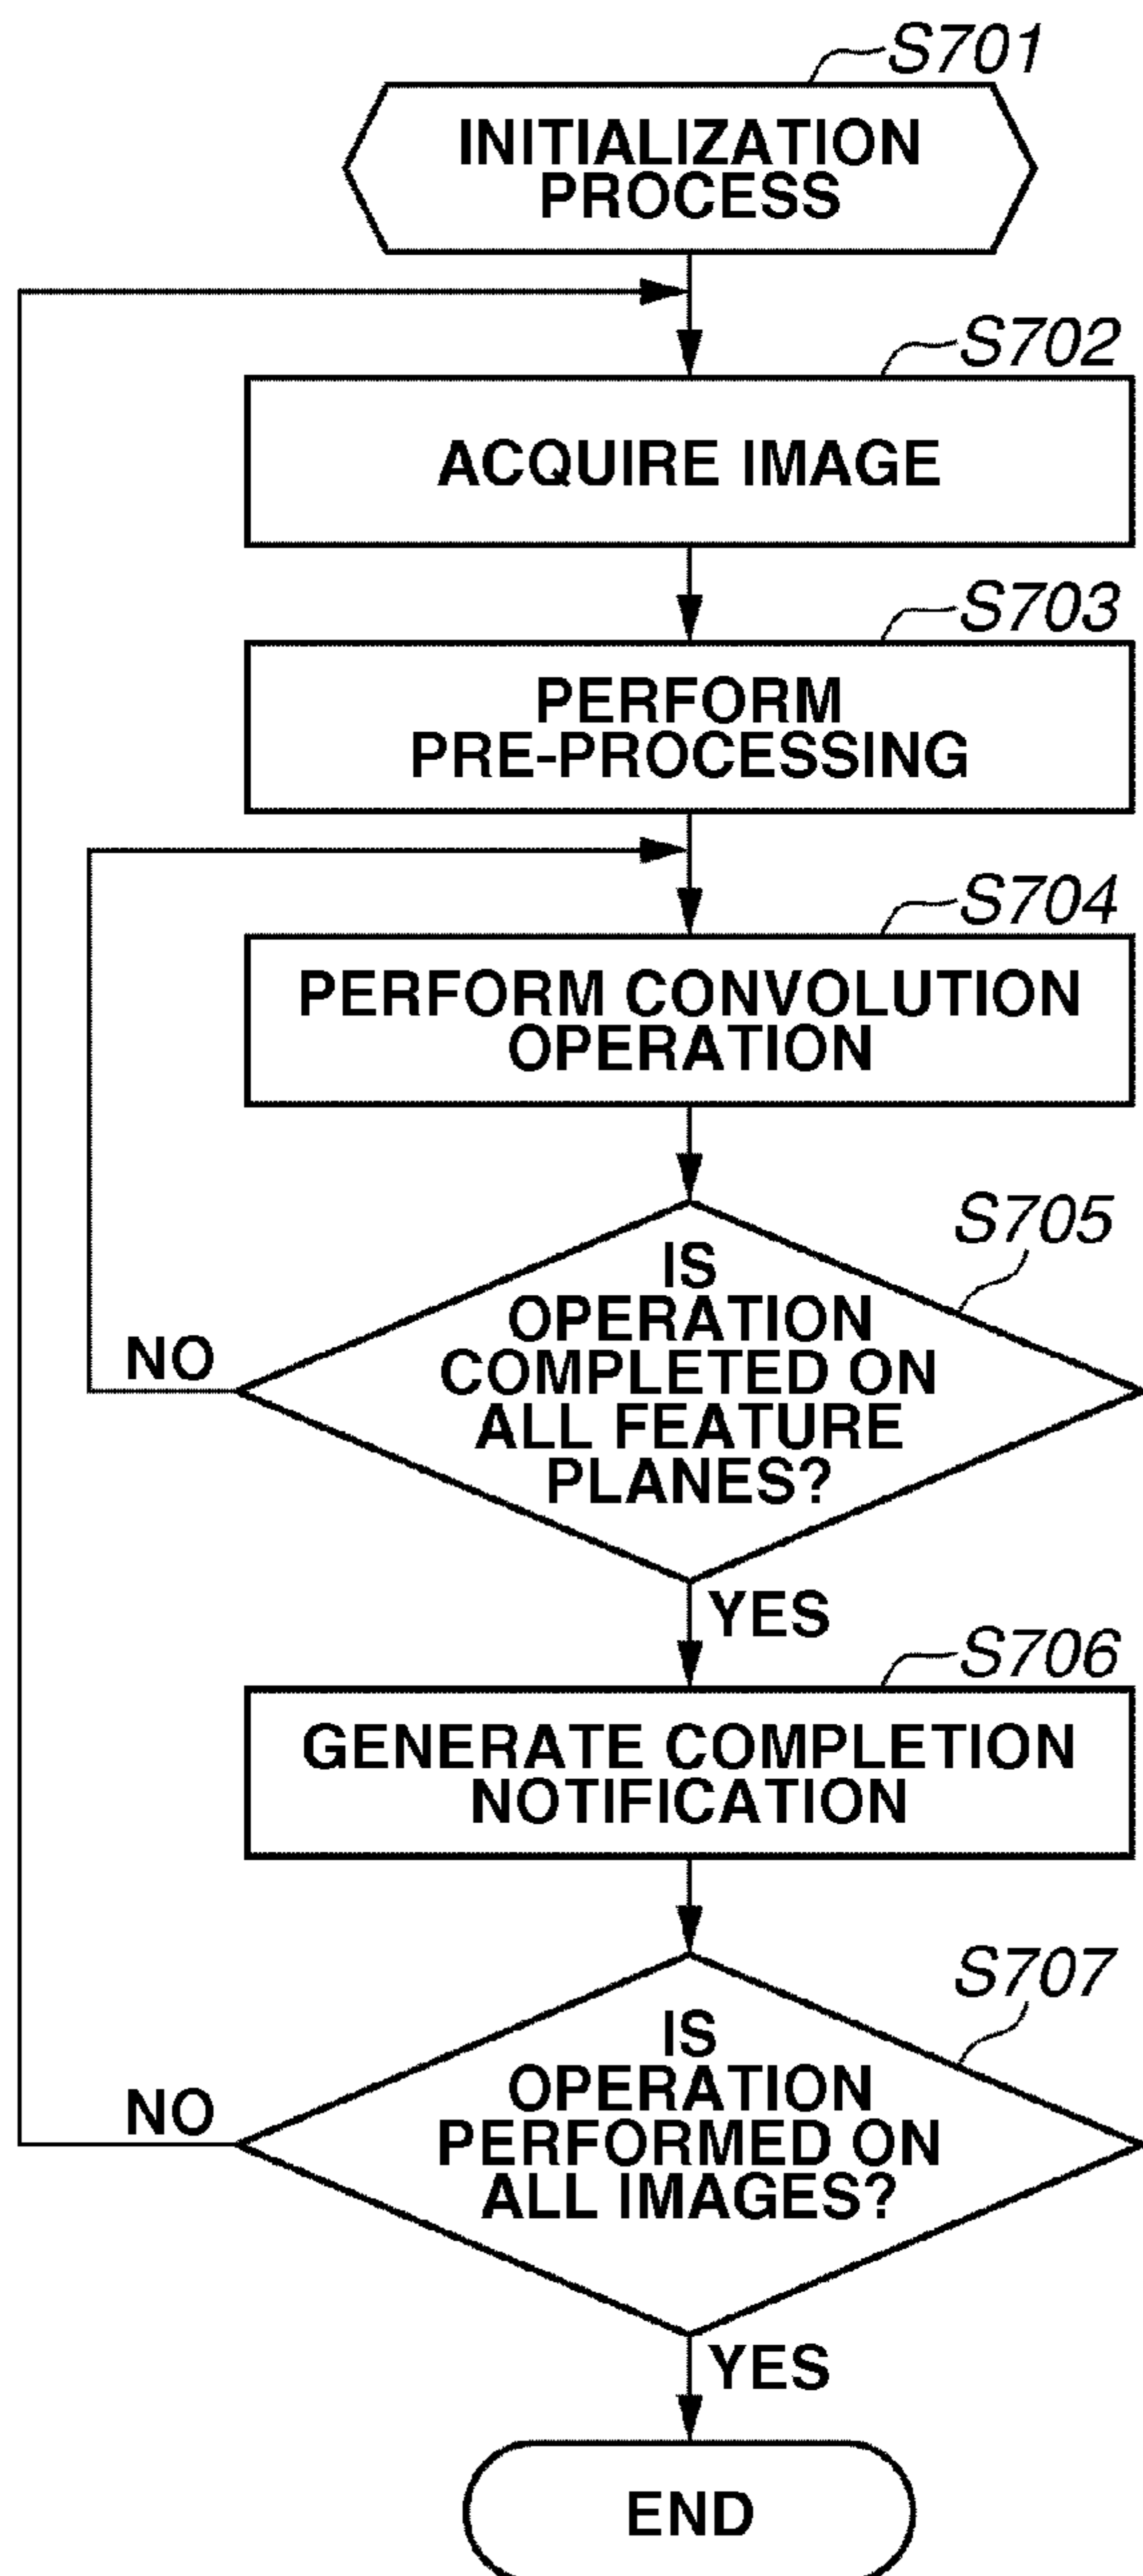 S701
INITIALIZATION
PROCESS
S702
ACQUIRE IMAGE
S703
PERFORM
PRE-PROCESSING
S704
PERFORM CONVOLUTION
OPERATION
S705
IS
OPERATION
COMPLETED ON
ALL FEATURE
PLANES?
NO
YES
S706
GENERATE COMPLETION
NOTIFICATION
S707
IS
OPERATION
PERFORMED ON
ALL IMAGES?
NO
YES
END